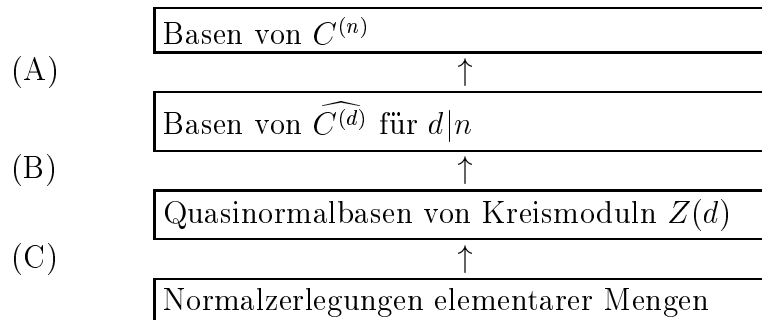 Basen von $C^{(n)}$
(A) ↑
Basen von $\widehat{C^{(d)}}$ für $d|n$
(B) ↑
Quasinormalbasen von Kreismoduln $Z(d)$
(C) ↑
Normalzerlegungen elementarer Mengen